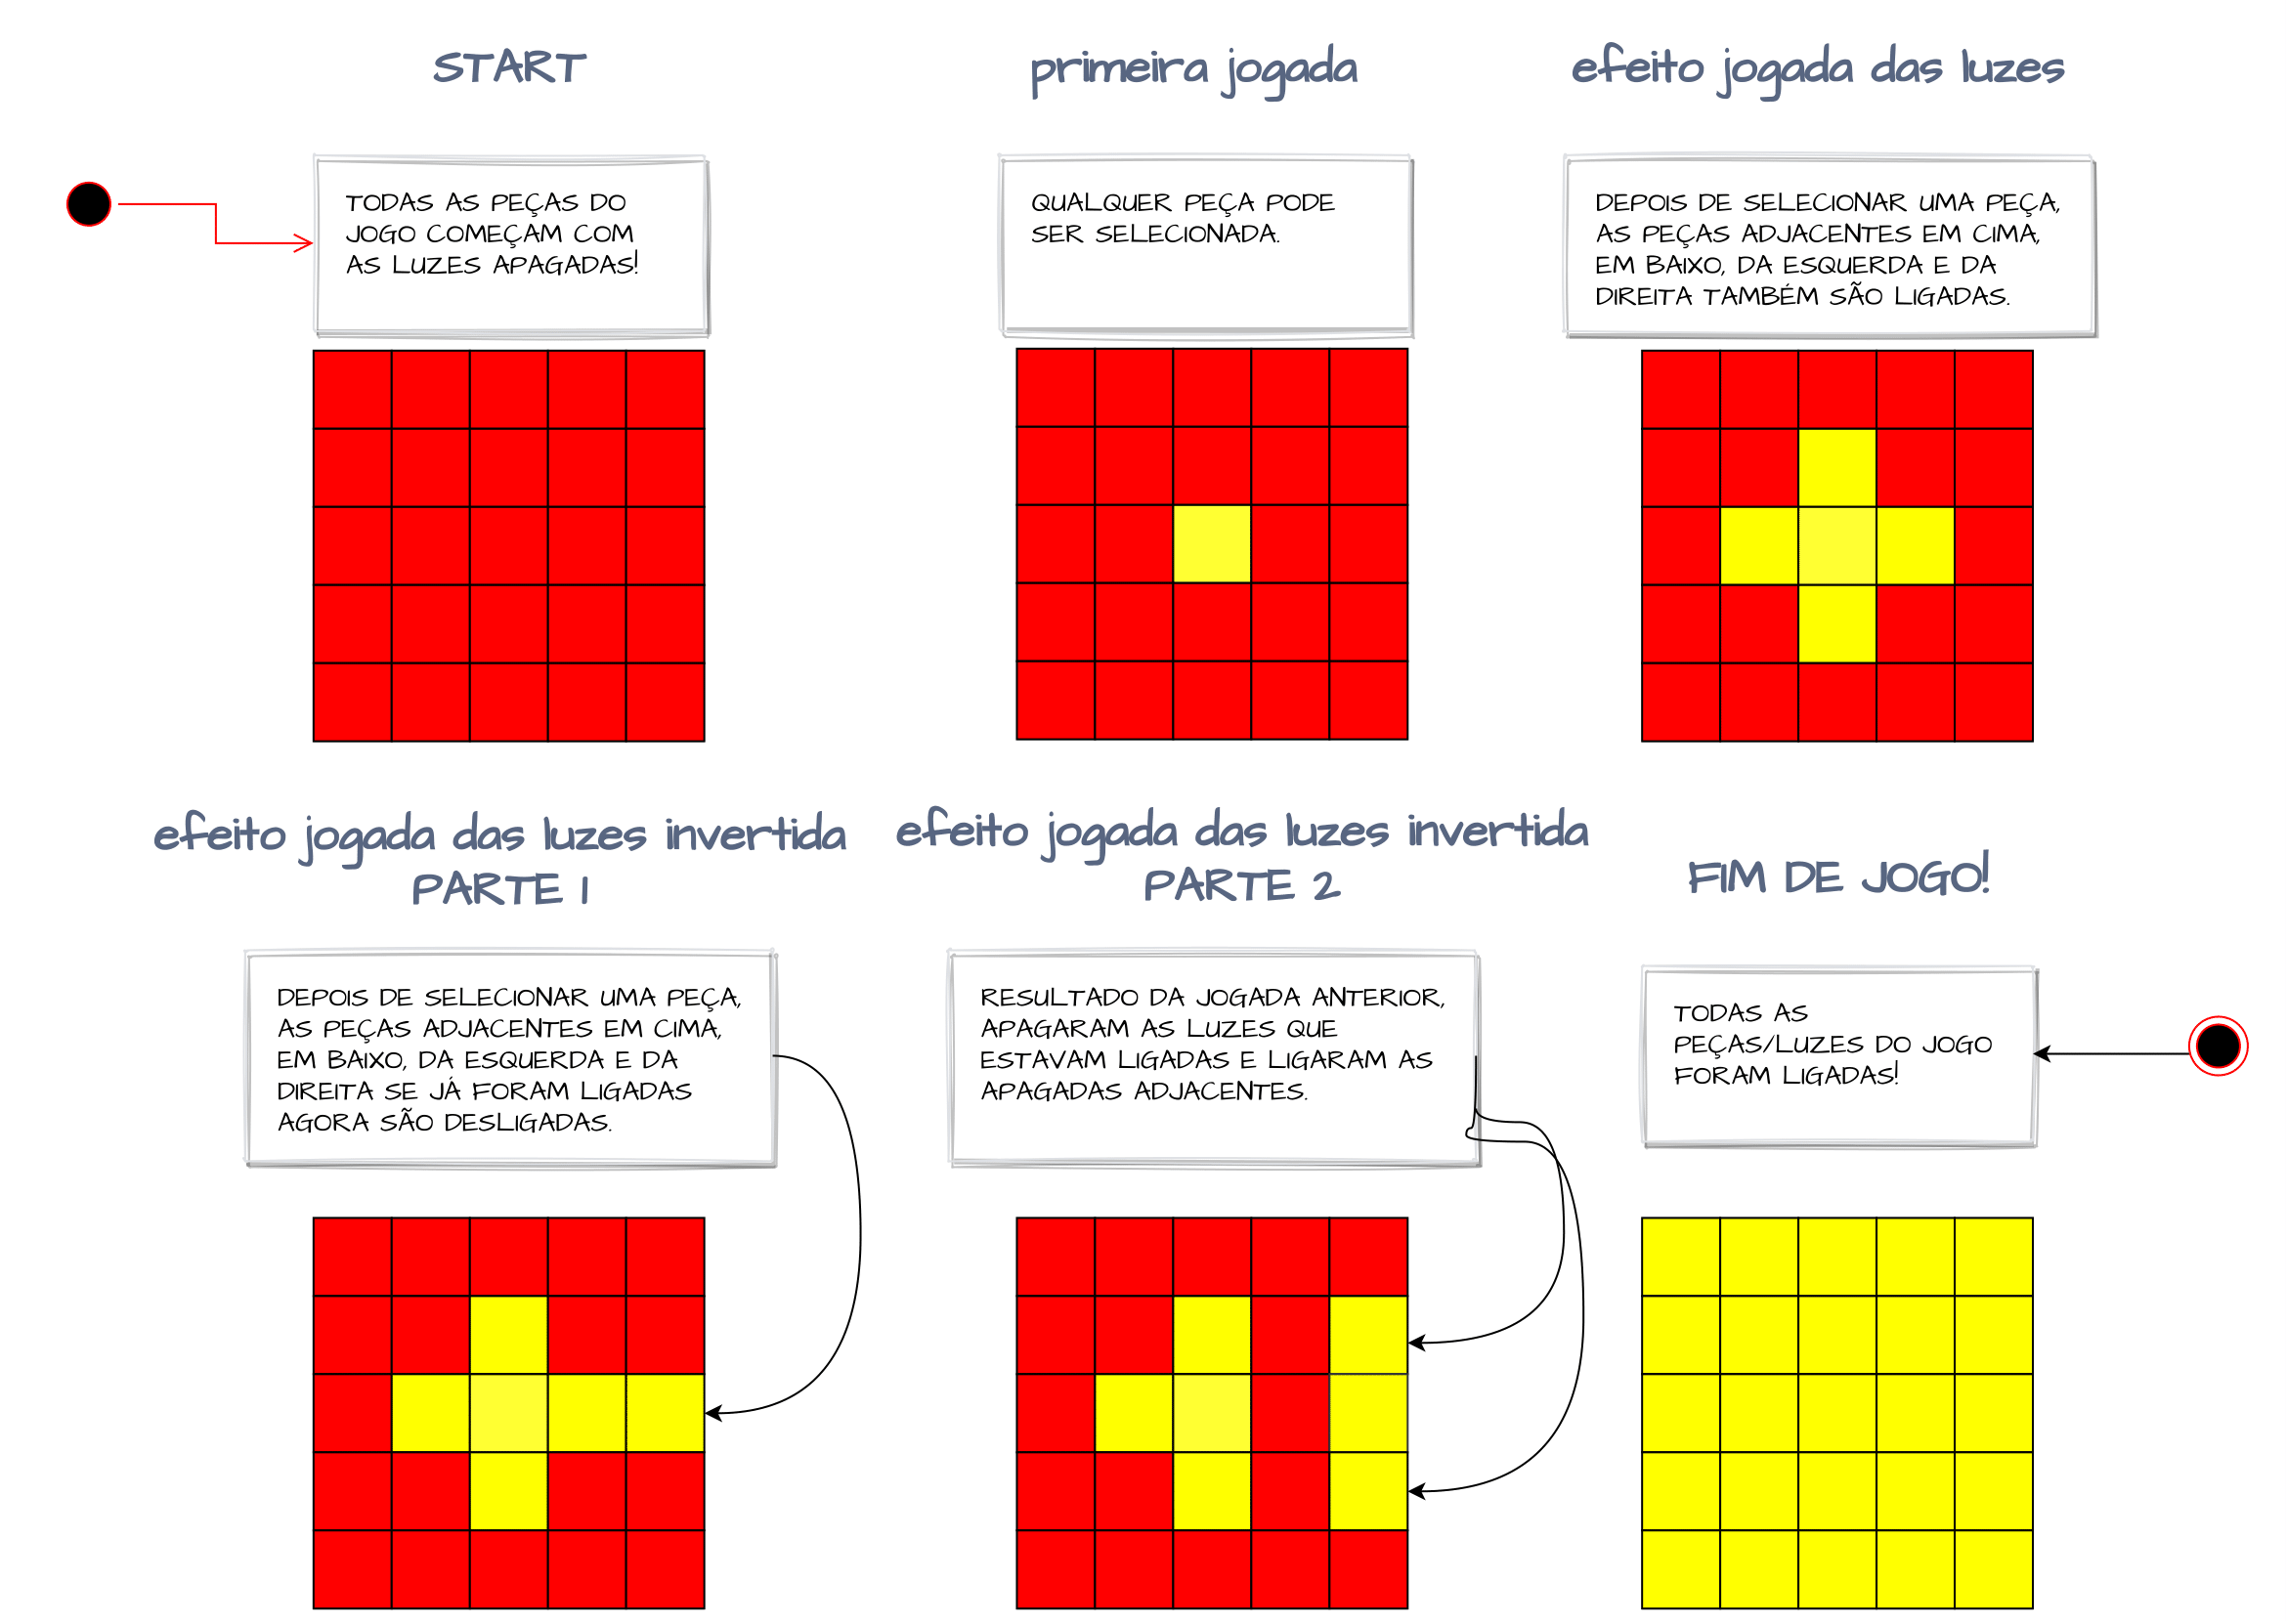 START
TODAS AS PEÇAS DO
JOGO COMEÇAM COM
AS LUZES APAGADAS!
primeira jogada
QUALQUER PEÇA PODE
SER SELECIONADA.
efeito jogada das luzes
DEPOIS DE SELECIONAR UMA PEÇA,
AS PEÇAS ADJACENTES EM CIMA,
EM BAIXO, DA ESQUERDA E DA
DIREITA TAMBÉM SÃO LIGADAS.
efeito jogada das luzes invertida
PARTE 1
DEPOIS DE SELECIONAR UMA PEÇA,
AS PEÇAS ADJACENTES EM CIMA,
EM BAIXO, DA ESQUERDA E DA
DIREITA SE JÁ FORAM LIGADAS
AGORA SÃO DESLIGADAS.
efeito jogada das luzes invertida
PARTE 2
RESULTADO DA JOGADA ANTERIOR,
APAGARAM AS LUZES QUE
ESTAVAM LIGADAS E LIGARAM AS
APAGADAS ADJACENTES.
FIM DE JOGO!
TODAS AS
PEÇAS/LUZES DO JOGO
FORAM LIGADAS!